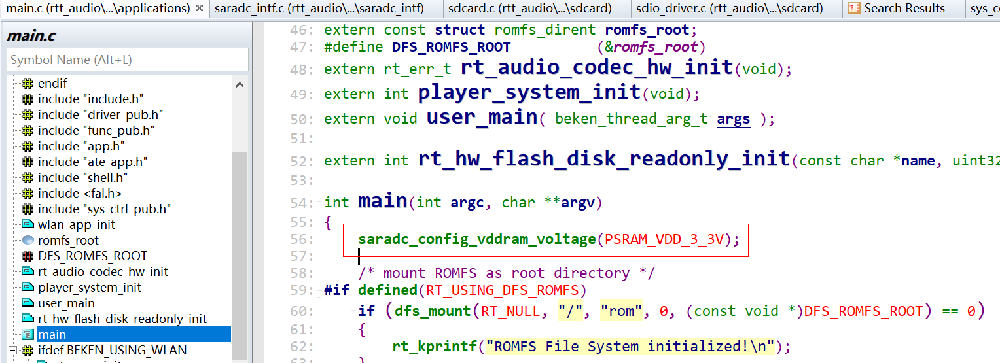 main.c (rtt_audio\...\applications) ×
saradc_intf.c (rtt_audio\...\saradc_intf)
sdcard.c (rtt_audio\...\sdcard)
sdio_driver.c (rtt_audio\...\sdcard)
Search Results
sys_co
main.c
Symbol Name (Alt+L)
endif
include "include.h"
include "driver_pub.h"
include "func_pub.h"
include "app.h"
include "ate_app.h"
include "shell.h"
include <fal.h>
include "sys_ctrl_pub.h"
wlan_app_init
romfs_root
DFS_ROMFS_ROOT
rt_audio_codec_hw_init
player_system_init
user_main
rt_hw_flash_disk_readonly_init
main
ifdef BEKEN_USING_WLAN
46: extern const struct romfs_dirent romfs_root;
47: #define DFS_ROMFS_ROOT (&romfs_root)
48: extern rt_err_t rt_audio_codec_hw_init(void);
49: extern int player_system_init(void);
50: extern void user_main( beken_thread_arg_t args );
51:
52: extern int rt_hw_flash_disk_readonly_init(const char *name, uint32
53:
54: int main(int argc, char **argv)
55: {
56: saradc_config_vddram_voltage(PSRAM_VDD_3_3V);
57:
58: /* mount ROMFS as root directory */
59: #if defined(RT_USING_DFS_ROMFS)
60: if (dfs_mount(RT_NULL, "/", "rom", 0, (const void *)DFS_ROMFS_ROOT) == 0)
61: {
62: rt_kprintf("ROMFS File System initialized!\n");